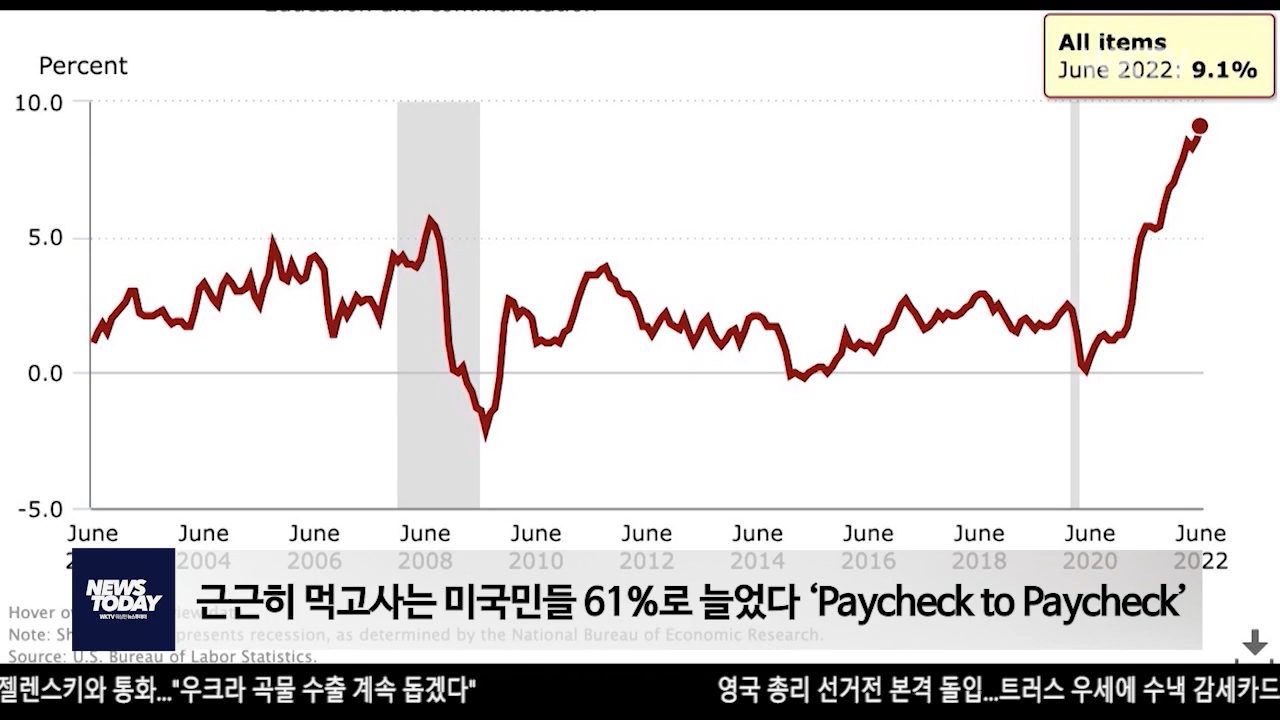 Education and communication
All items
June 2022: 9.1%
Percent
10.0
5.0
0.0
-5.0
June June June June June June June June June June June
2004 2006 2008 2010 2012 2014 2016 2018 2020 2022
NEWS TODAY
근근히 먹고사는 미국민들 61%로 늘었다 ‘Paycheck to Paycheck’
Hover
Note: presents recession, as determined by the National Bureau of Economic Research.
Source: U.S. Bureau of Labor Statistics.
젤렌스키와 통화..."우크라 곡물 수출 계속 돕겠다" 영국 총리 선거전 본격 돌입...트러스 우세에 수낵 감세카드